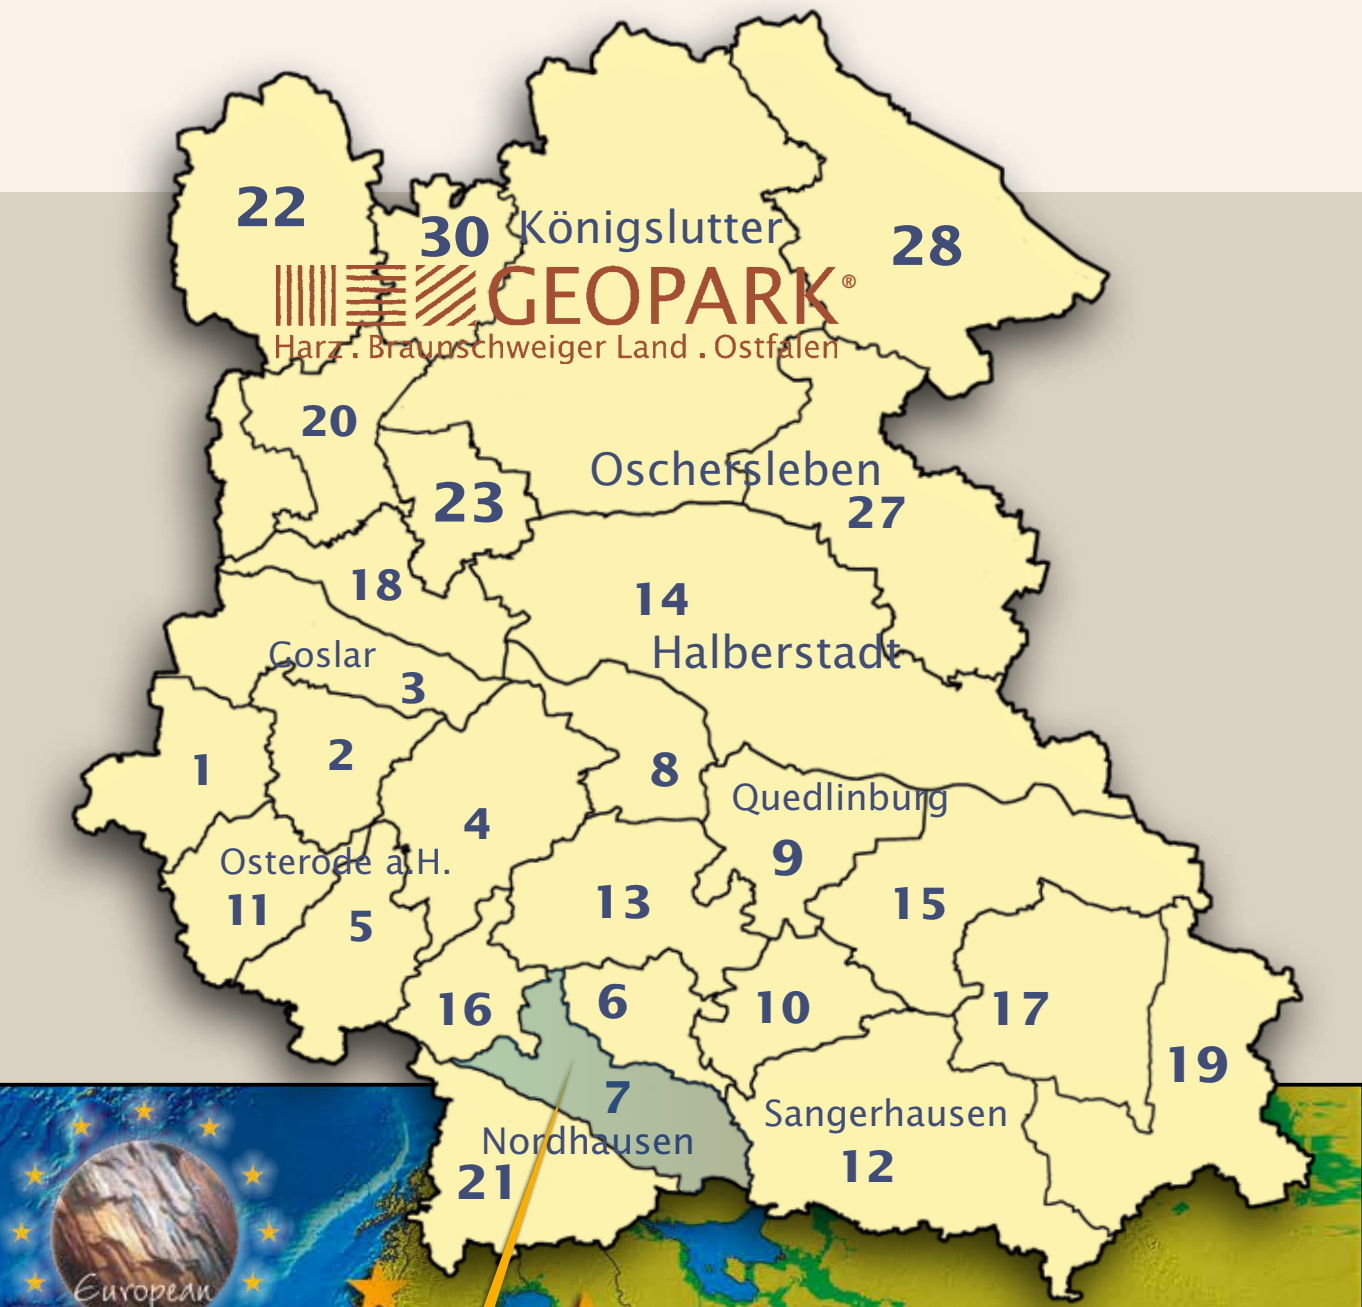 22
30
Königslutter
28
GEOPARK®
Harz . Braunschweiger Land . Ostfalen
20
Oschersleben
23
27
18
14
Goslar
Halberstadt
3
1
2
8
Quedlinburg
4
9
Osterode a.H.
11
5
13
15
16
6
10
17
19
7
Sangerhausen
Nordhausen
12
21
European